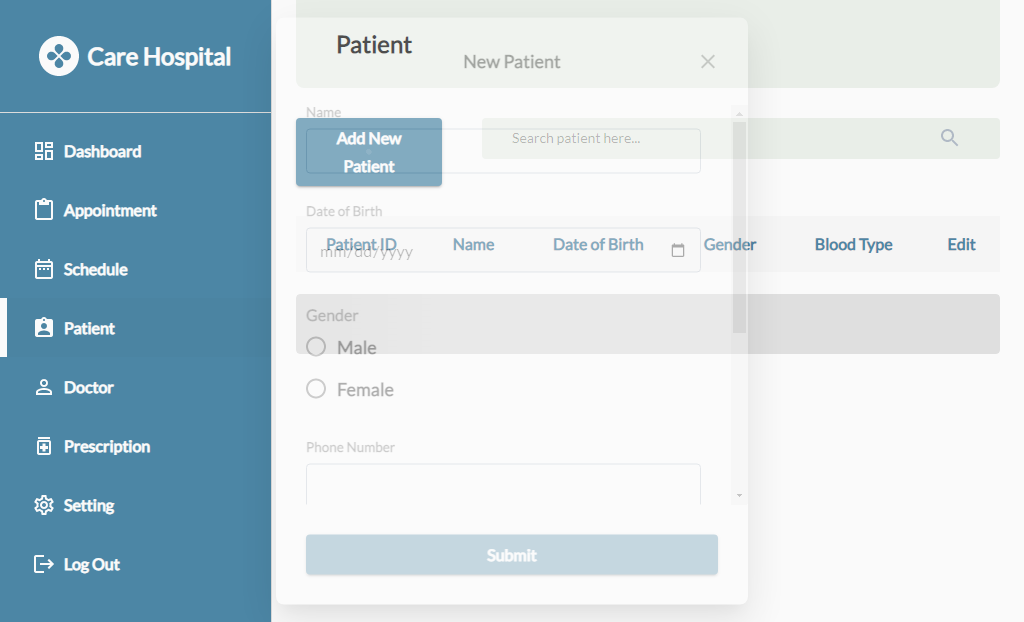 Care Hospital
Dashboard
Appointment
Schedule
Patient
Doctor
Prescription
Setting
Log Out
Patient
New Patient
Name
Add New
Patient
Search patient here...
Date of Birth
Patient ID Name Date of Birth Gender Blood Type Edit
mm/dd/yyyy
Gender
Male
Female
Phone Number
Submit